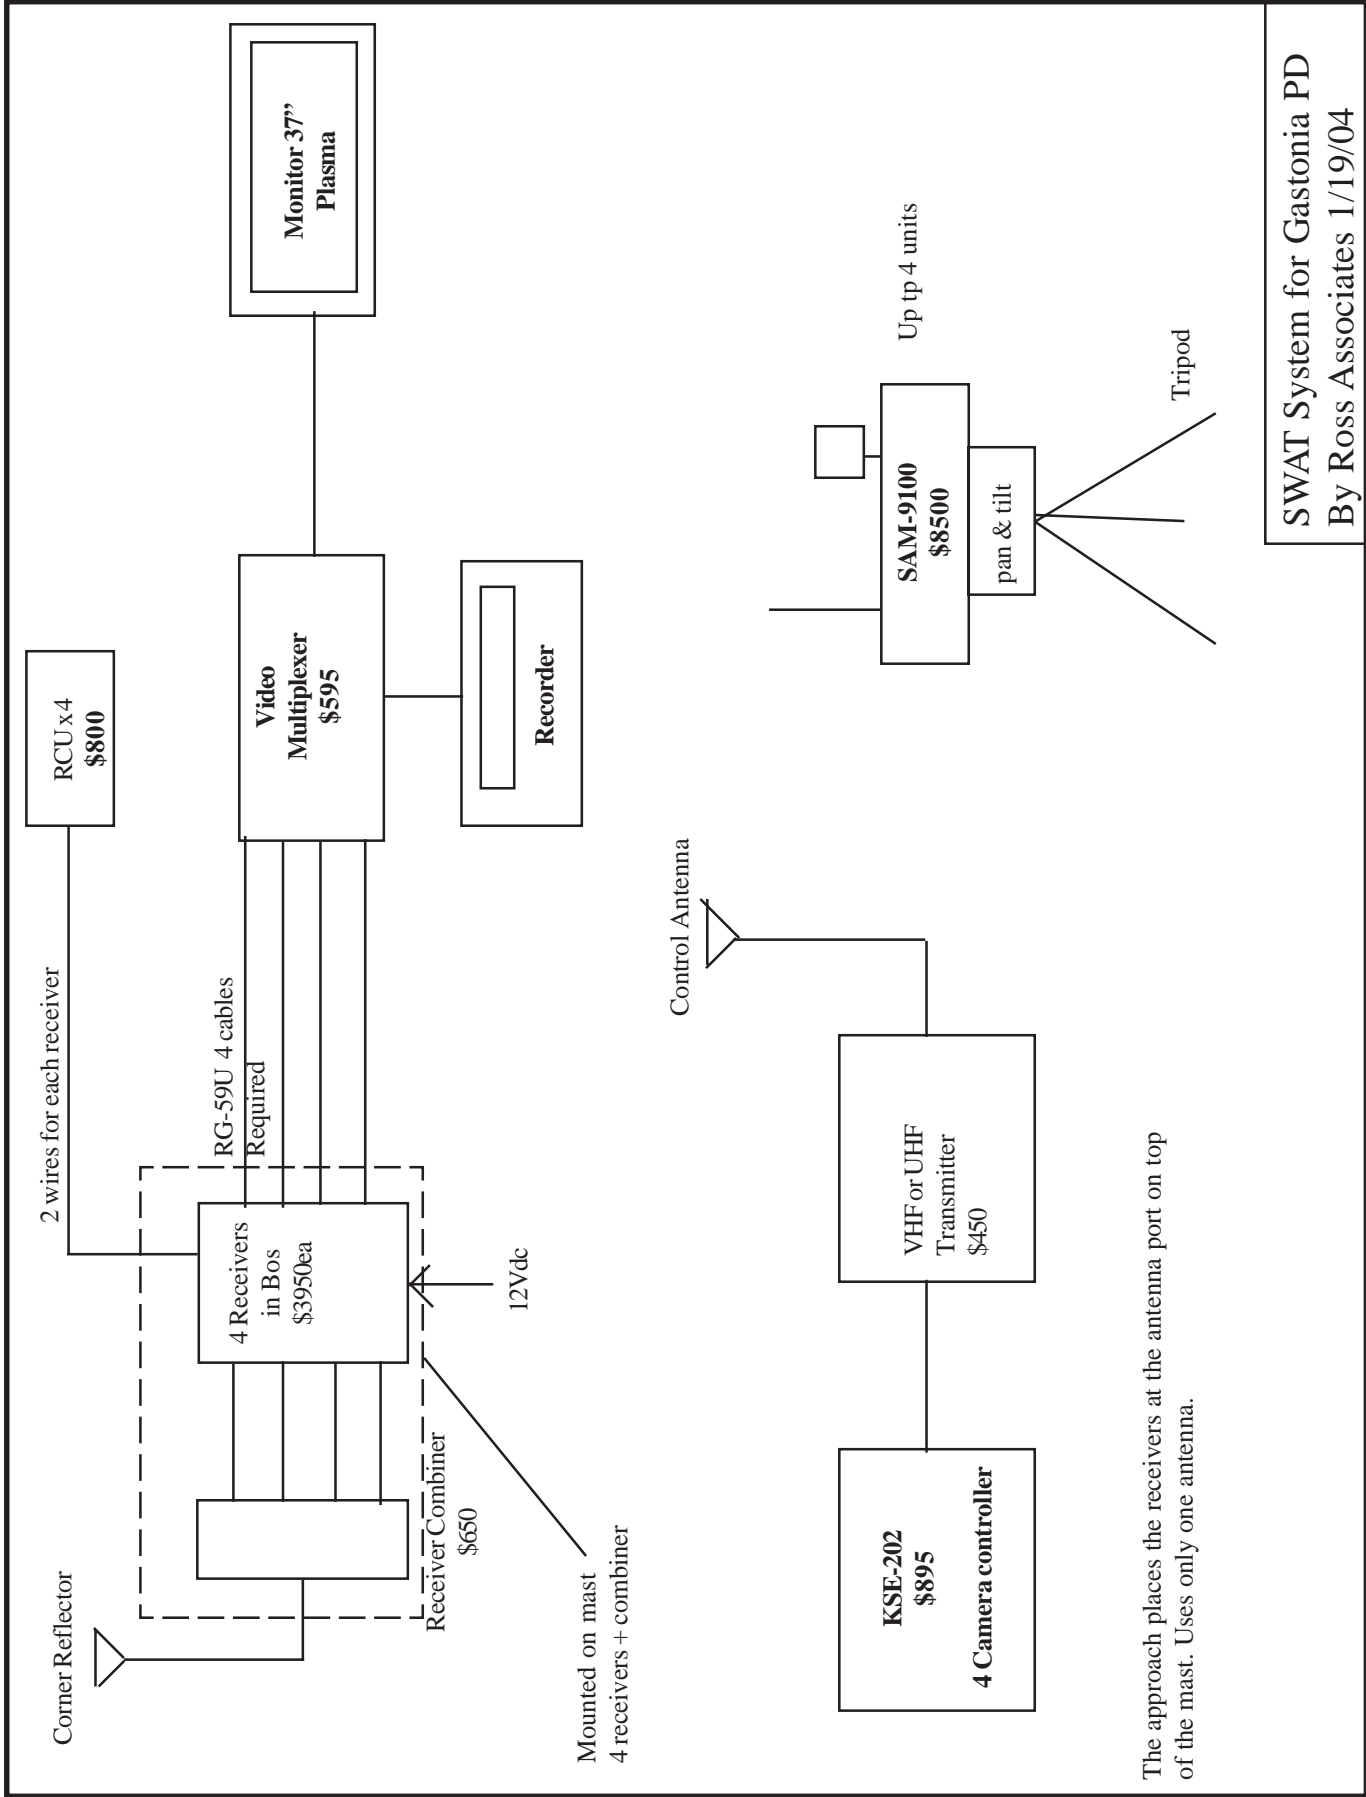 Corner Reflector
2 wires for each receiver
RCU x 4
$800
4 Receivers
in Bos
$3950ea
RG-59U 4 cables
Required
Video
Multiplexer
$595
Monitor 37”
Plasma
Receiver Combiner
$650
12Vdc
Recorder
Mounted on mast
4 receivers + combiner
Control Antenna
KSE-202
$895
4 Camera controller
VHF or UHF
Transmitter
$450
SAM-9100
$8500
pan & tilt
Up tp 4 units
Tripod
The approach places the receivers at the antenna port on top
of the mast. Uses only one antenna.
SWAT System for Gastonia PD
By Ross Associates 1/19/04